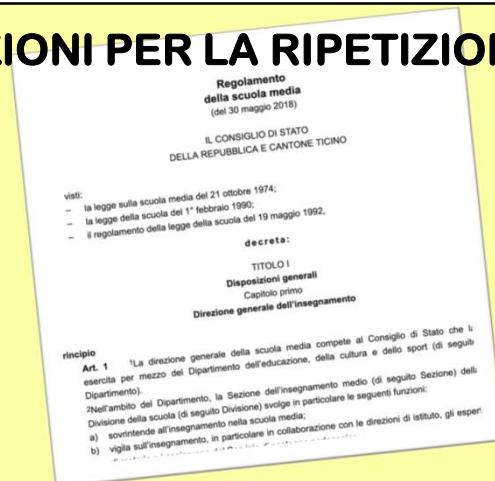 ZIONI PER LA RIPETIZION
Regolamento
della scuola media
(del 30 maggio 2018)
IL CONSIGLIO DI STATO
DELLA REPUBBLICA E CANTONE TICINO
visti:
– la legge sulla scuola media del 21 ottobre 1974;
– la legge della scuola del 1° febbraio 1990;
– il regolamento della legge della scuola del 19 maggio 1992,
decreta:
TITOLO I
Disposizioni generali
Capitolo primo
Direzione generale dell'insegnamento
rincipio
Art. 1 ¹La direzione generale della scuola media compete al Consiglio di Stato che la
esercita per mezzo del Dipartimento dell'educazione, della cultura e dello sport (di seguito
Dipartimento).
²Nell'ambito del Dipartimento, la Sezione dell'insegnamento medio (di seguito Sezione) della
Divisione della scuola (di seguito Divisione) svolge in particolare le seguenti funzioni:
a) sovrintende all'insegnamento nella scuola media;
b) vigila sull'insegnamento, in particolare in collaborazione con le direzioni di istituto, gli espert